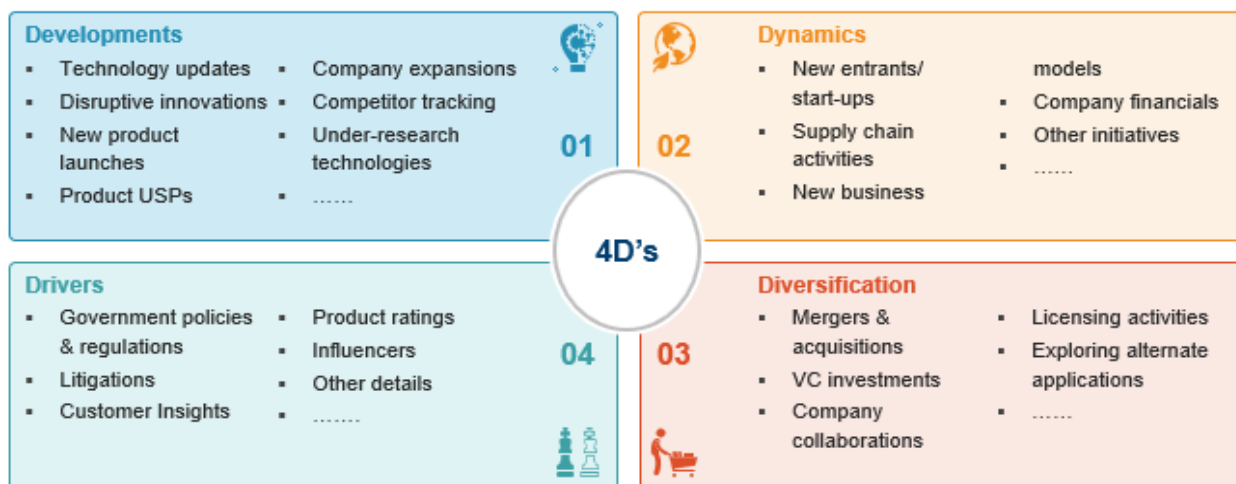 Developments
▪ Technology updates
▪ Disruptive innovations
▪ New product
launches
▪ Product USPs
▪ Company expansions
▪ Competitor tracking
▪ Under-research
technologies
▪ ……
01
Dynamics
▪ New entrants/
start-ups
▪ Supply chain
activities
▪ New business
models
▪ Company financials
▪ Other initiatives
▪ ……
02
4D’s
Drivers
▪ Government policies
& regulations
▪ Litigations
▪ Customer Insights
▪ Product ratings
▪ Influencers
▪ Other details
▪ …….
04
Diversification
▪ Mergers &
acquisitions
▪ VC investments
▪ Company
collaborations
▪ Licensing activities
▪ Exploring alternate
applications
▪ ……
03